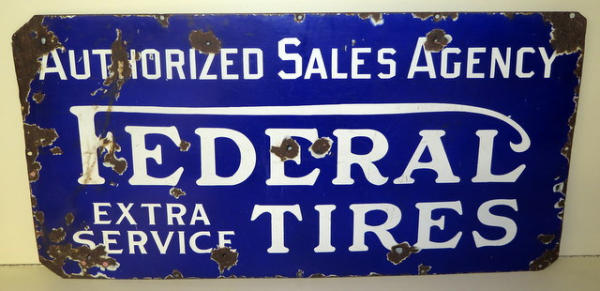 AUTHORIZED SALES AGENCY
FEDERAL
EXTRA
SERVICE
TIRES